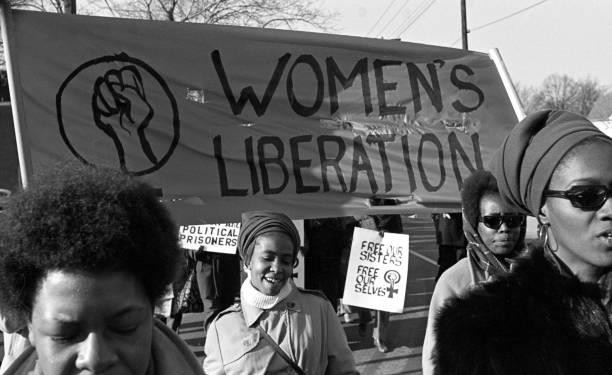 WOMEN'S
LIBERATION
POLITICAL
PRISONERS
FREE OUR
SISTERS
FREE
OUR
SELVES